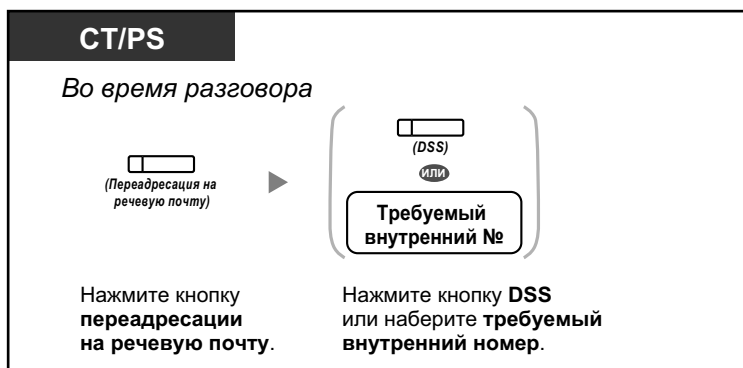 CT/PS
Во время разговора
(DSS)
или
(Переадресация на
речевую почту)
Требуемый
внутренний №
Нажмите кнопку
переадресации
на речевую почту.
Нажмите кнопку DSS
или наберите требуемый
внутренний номер.